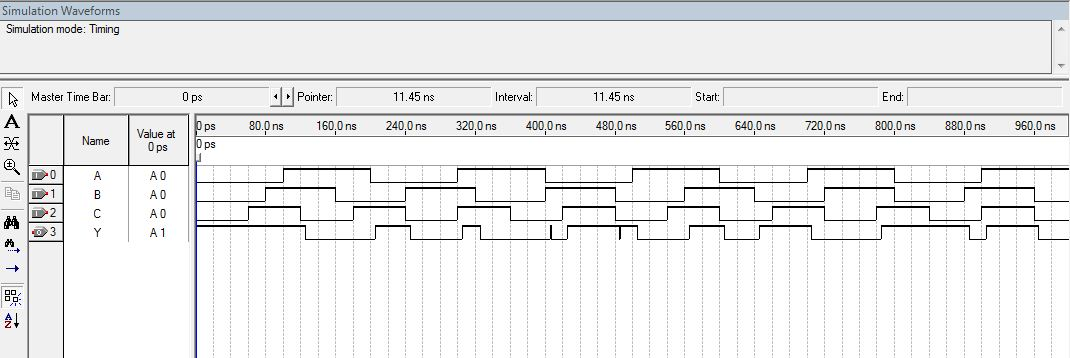 Simulation Waveforms
Simulation mode: Timing
Master Time Bar: 0 ps Pointer: 11.45 ns Interval: 11.45 ns Start: End:
Name Value at 0 ps
0 ps 80.0 ns 160.0 ns 240.0 ns 320.0 ns 400.0 ns 480.0 ns 560.0 ns 640.0 ns 720.0 ns 800.0 ns 880.0 ns 960.0 ns
0 ps
0 A A 0
1 B A 0
2 C A 0
3 Y A 1